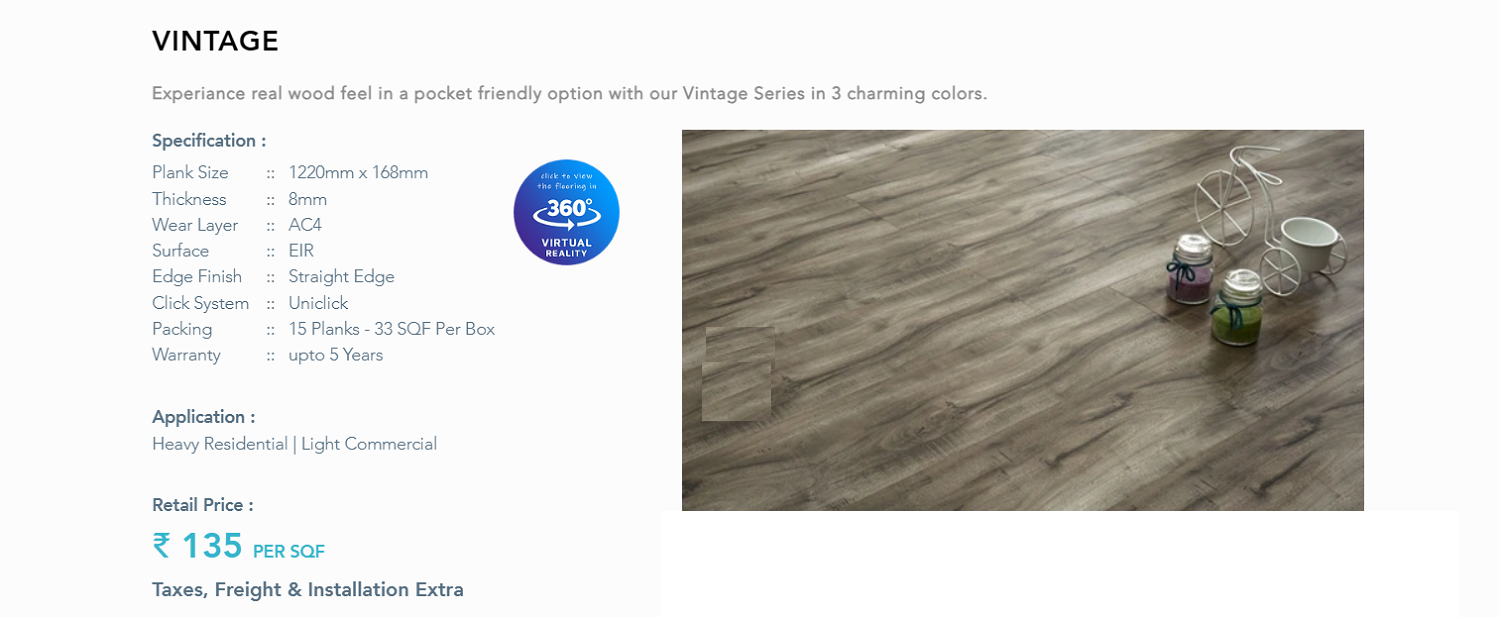 VINTAGE
Experiance real wood feel in a pocket friendly option with our Vintage Series in 3 charming colors.
Specification :
Plank Size :: 1220mm x 168mm
Thickness :: 8mm
Wear Layer :: AC4
Surface :: EIR
Edge Finish :: Straight Edge
Click System :: Uniclick
Packing :: 15 Planks - 33 SQF Per Box
Warranty :: upto 5 Years
click to view
the flooring in
360°
VIRTUAL
REALITY
Application :
Heavy Residential | Light Commercial
Retail Price :
₹ 135 PER SQF
Taxes, Freight & Installation Extra